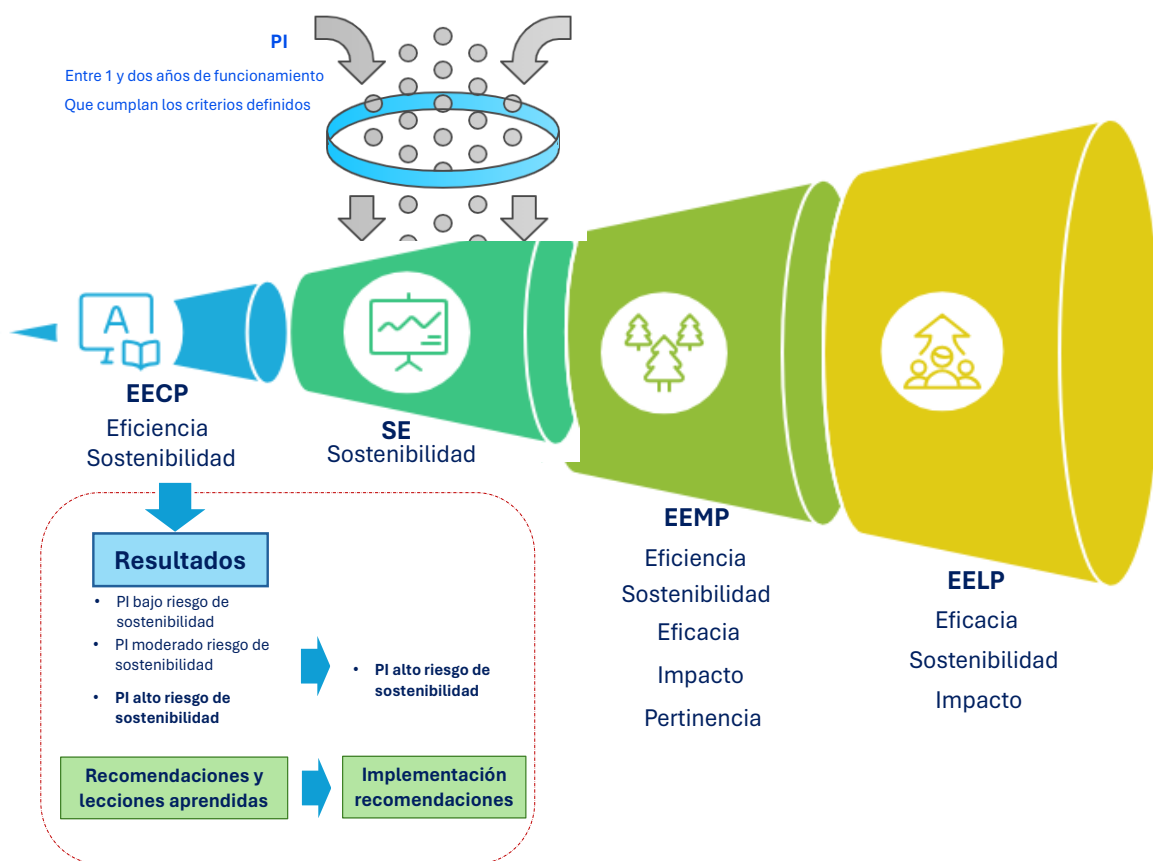 PI
Entre 1 y dos años de funcionamiento
Que cumplan los criterios definidos
A
EECP
Eficiencia
Sostenibilidad
SE
Sostenibilidad
EEMP
Eficiencia
Sostenibilidad
Eficacia
Impacto
Pertinencia
EELP
Eficacia
Sostenibilidad
Impacto
Resultados
• PI bajo riesgo de
sostenibilidad
• PI moderado riesgo de
sostenibilidad
• PI alto riesgo de
sostenibilidad
• PI alto riesgo de
sostenibilidad
Recomendaciones y
lecciones aprendidas
Implementación
recomendaciones